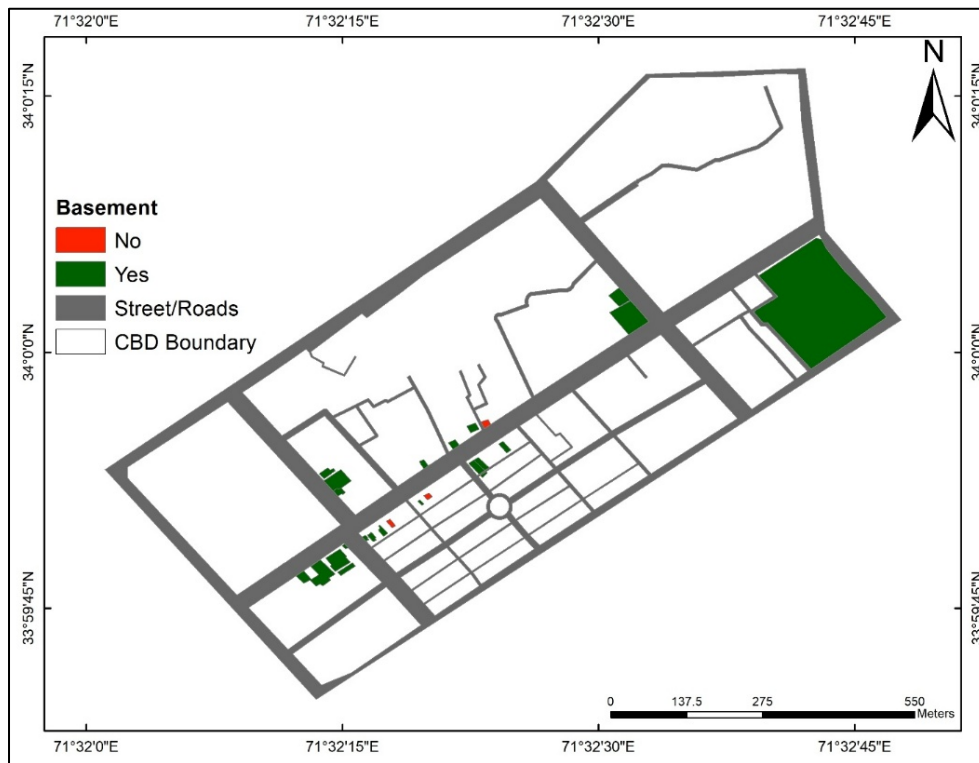 71°32'0"E 71°32'15"E 71°32'30"E 71°32'45"E
N
34°0'15"N 34°0'15"N
Basement
No
Yes
Street/Roads
CBD Boundary
34°0'0"N 34°0'0"N
33°59'45"N 33°59'45"N
0 137.5 275 550
Meters
71°32'0"E 71°32'15"E 71°32'30"E 71°32'45"E